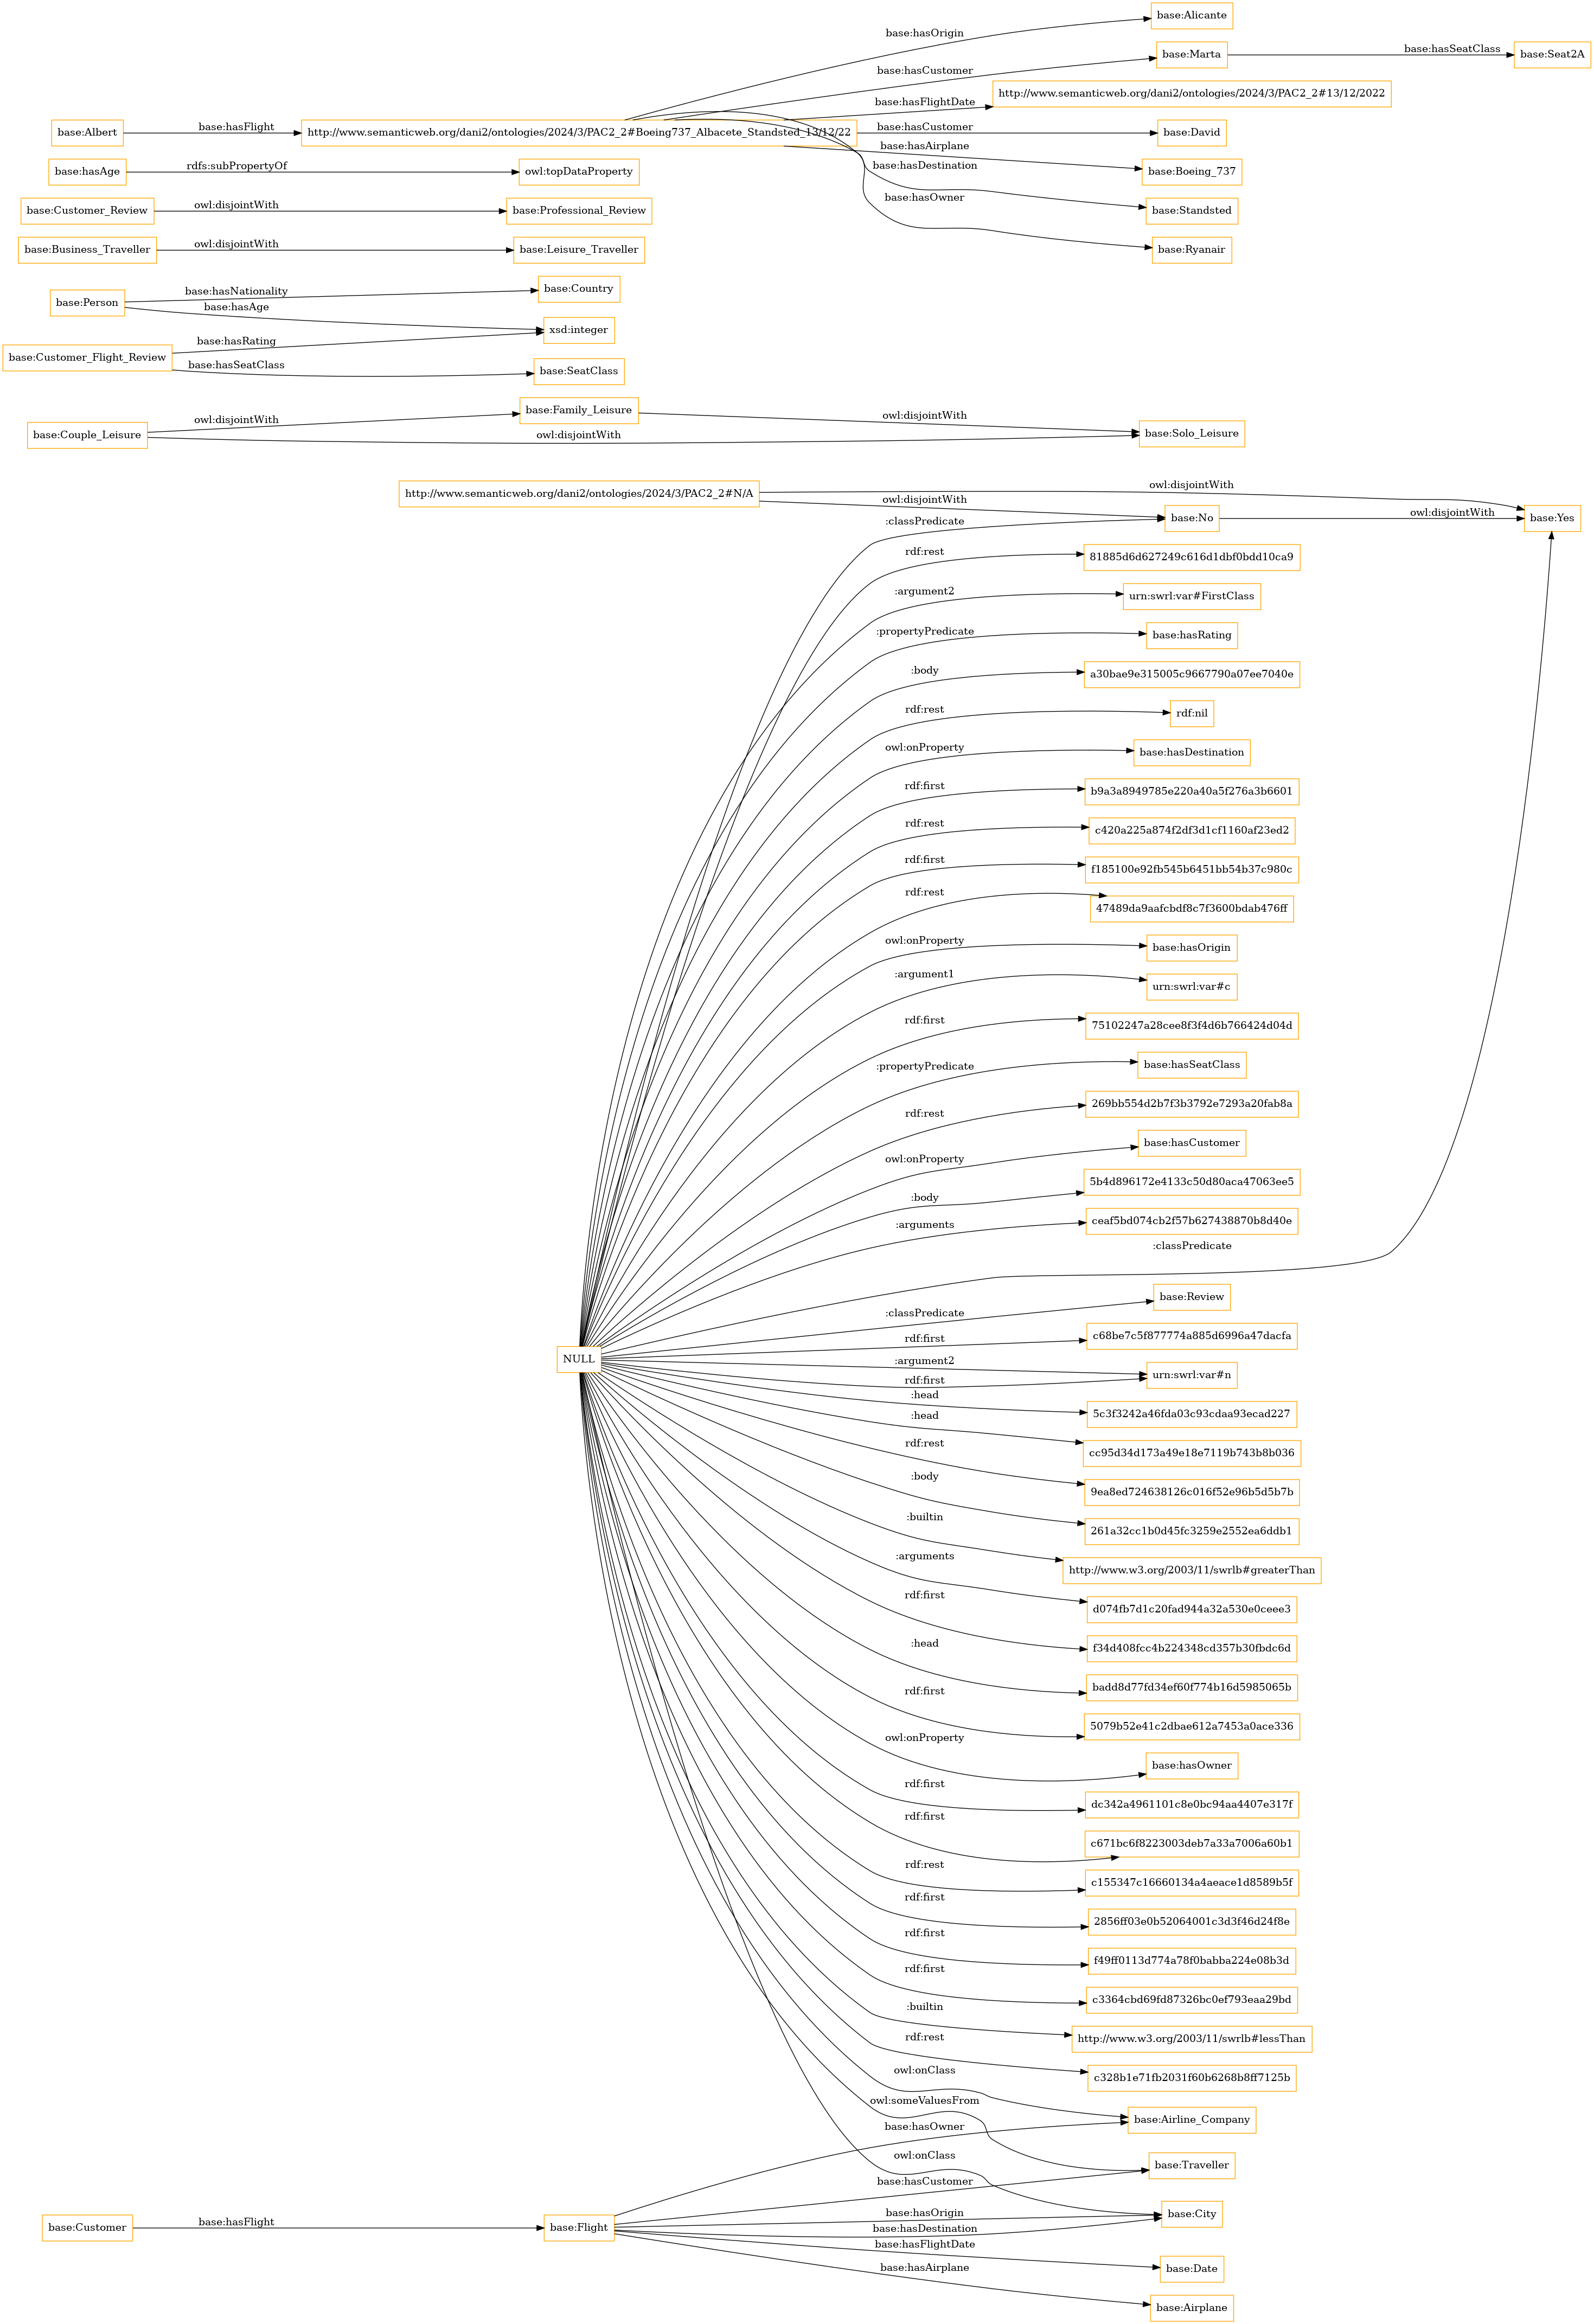 base:Alicante
base:hasOrigin
base:Marta
base:hasSeatClass
base:Seat2A
base:hasCustomer
http://www.semanticweb.org/dani2/ontologies/2024/3/PAC2_2#13/12/2022
base:hasFlightDate
base:Albert
base:hasFlight
http://www.semanticweb.org/dani2/ontologies/2024/3/PAC2_2#Boeing737_Albacete_Standsted_13/12/22
base:hasCustomer
base:David
base:hasAirplane
base:Boeing_737
base:hasAge
rdfs:subPropertyOf
owl:topDataProperty
base:hasDestination
base:Standsted
base:Customer_Review
owl:disjointWith
base:Professional_Review
base:hasOwner
base:Ryanair
base:Business_Traveller
owl:disjointWith
base:Leisure_Traveller
base:Person
base:hasNationality
base:Country
base:hasAge
xsd:integer
base:Customer_Flight_Review
base:hasRating
base:hasSeatClass
base:SeatClass
base:Couple_Leisure
owl:disjointWith
base:Family_Leisure
owl:disjointWith
owl:disjointWith
base:Solo_Leisure
http://www.semanticweb.org/dani2/ontologies/2024/3/PAC2_2#N/A
owl:disjointWith
owl:disjointWith
base:No
owl:disjointWith
base:Yes
:classPredicate
rdf:rest
81885d6d627249c616d1dbf0bdd10ca9
:argument2
urn:swrl:var#FirstClass
:propertyPredicate
base:hasRating
:body
a30bae9e315005c9667790a07ee7040e
rdf:rest
rdf:nil
owl:onProperty
base:hasDestination
rdf:first
b9a3a8949785e220a40a5f276a3b6601
rdf:rest
c420a225a874f2df3d1cf1160af23ed2
rdf:first
f185100e92fb545b6451bb54b37c980c
rdf:rest
47489da9aafcbdf8c7f3600bdab476ff
owl:onProperty
base:hasOrigin
:argument1
urn:swrl:var#c
rdf:first
75102247a28cee8f3f4d6b766424d04d
:propertyPredicate
base:hasSeatClass
rdf:rest
269bb554d2b7f3b3792e7293a20fab8a
owl:onProperty
base:hasCustomer
:body
5b4d896172e4133c50d80aca47063ee5
:arguments
ceaf5bd074cb2f57b627438870b8d40e
:classPredicate
:classPredicate
base:Review
NULL
rdf:first
c68be7c5f877774a885d6996a47dacfa
:argument2
rdf:first
urn:swrl:var#n
:head
5c3f3242a46fda03c93cdaa93ecad227
:head
cc95d34d173a49e18e7119b743b8b036
rdf:rest
9ea8ed724638126c016f52e96b5d5b7b
:body
261a32cc1b0d45fc3259e2552ea6ddb1
:builtin
http://www.w3.org/2003/11/swrlb#greaterThan
:arguments
d074fb7d1c20fad944a32a530e0ceee3
rdf:first
f34d408fcc4b224348cd357b30fbdc6d
:head
badd8d77fd34ef60f774b16d5985065b
rdf:first
5079b52e41c2dbae612a7453a0ace336
owl:onProperty
base:hasOwner
rdf:first
dc342a4961101c8e0bc94aa4407e317f
rdf:first
c671bc6f8223003deb7a33a7006a60b1
rdf:rest
c155347c16660134a4aeace1d8589b5f
rdf:first
2856ff03e0b52064001c3d3f46d24f8e
rdf:first
f49ff0113d774a78f0babba224e08b3d
rdf:first
c3364cbd69fd87326bc0ef793eaa29bd
:builtin
http://www.w3.org/2003/11/swrlb#lessThan
rdf:rest
c328b1e71fb2031f60b6268b8ff7125b
owl:onClass
base:Airline_Company
owl:someValuesFrom
base:hasOwner
owl:onClass
base:Traveller
base:hasCustomer
base:Customer
base:hasFlight
base:Flight
base:hasOrigin
base:City
base:hasDestination
base:hasFlightDate
base:Date
base:hasAirplane
base:Airplane